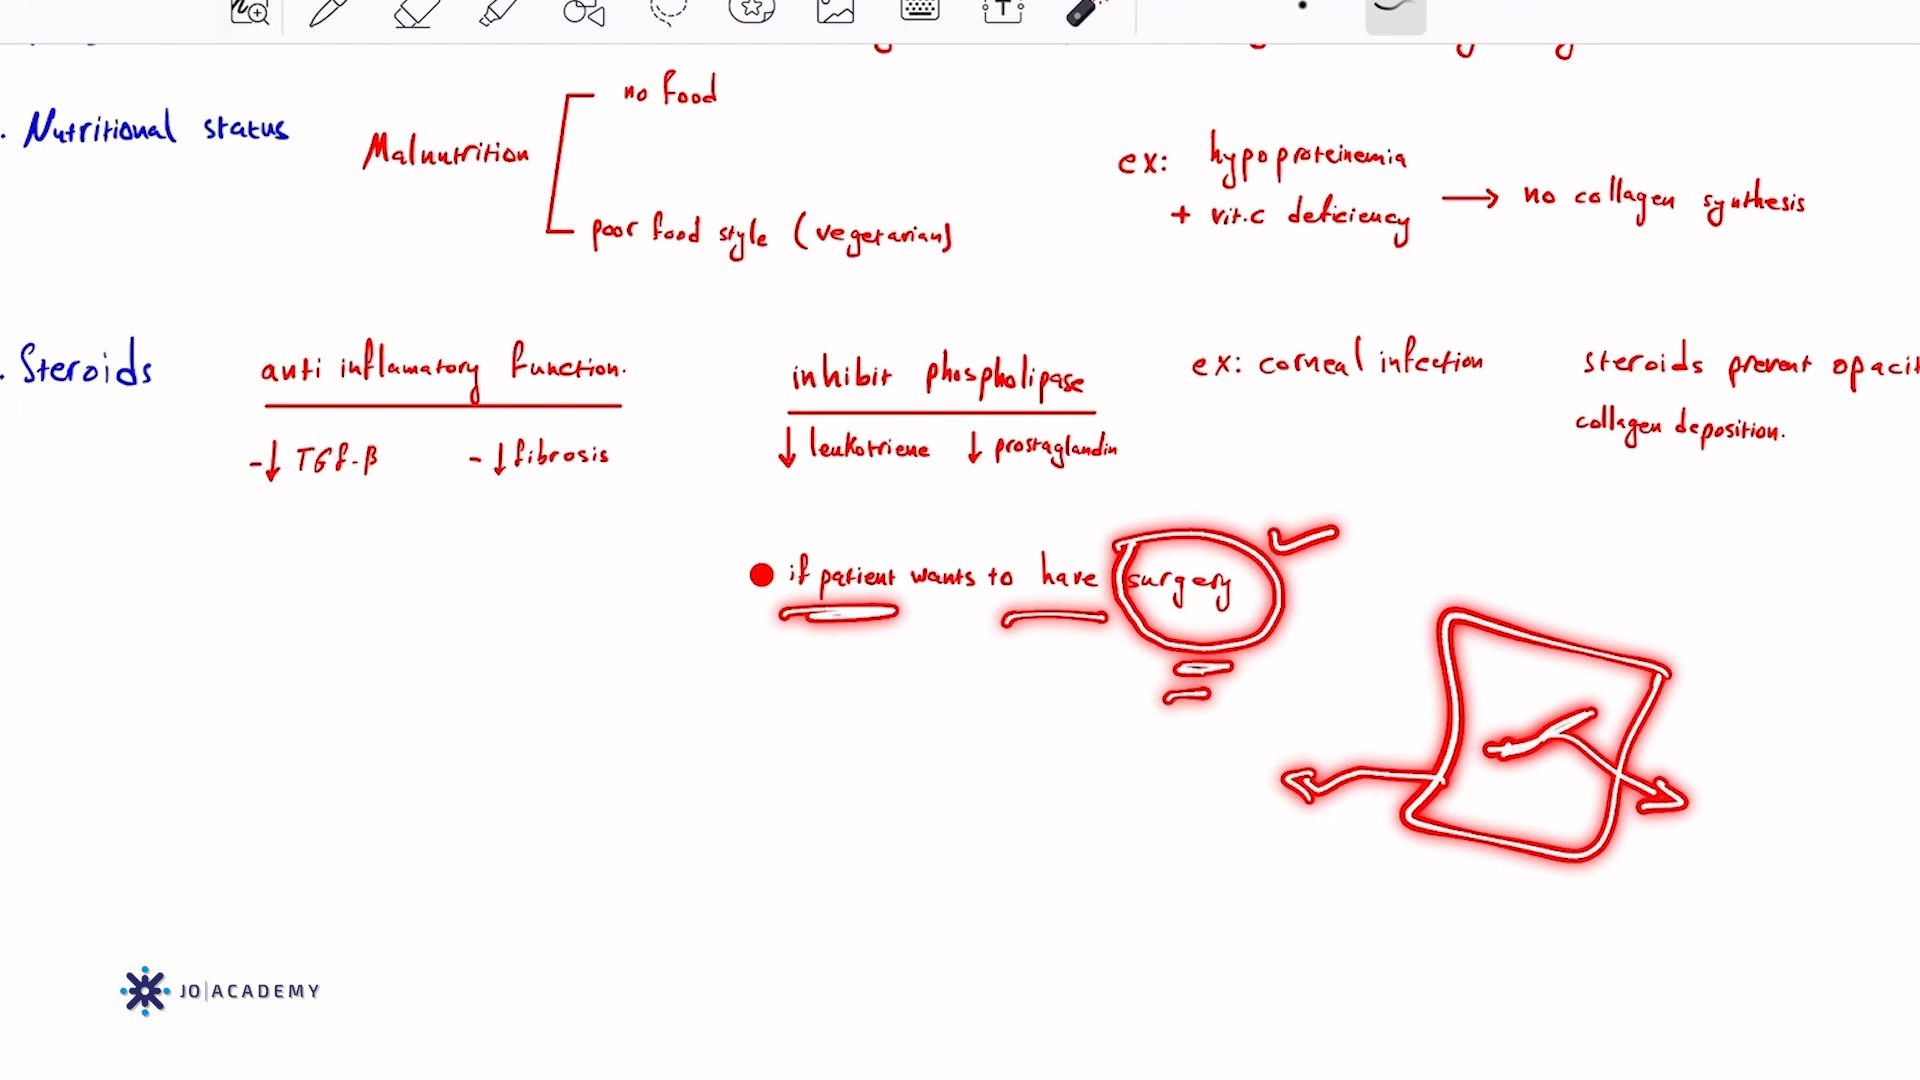 . Nutritional status
Malnutrition
no food
poor food style (vegetarian)
ex: hypoproteinemia
+ vit.c deficiency
→ no collagen synthesis
. Steroids
anti inflamatory function.
-↓ TGF-β - ↓ fibrosis
inhibit phospholipase
↓ leukotriene ↓ prostaglandin
ex: corneal infection
steroids prevent opacit
collagen deposition.
● if patient wants to have surgery
JO|ACADEMY